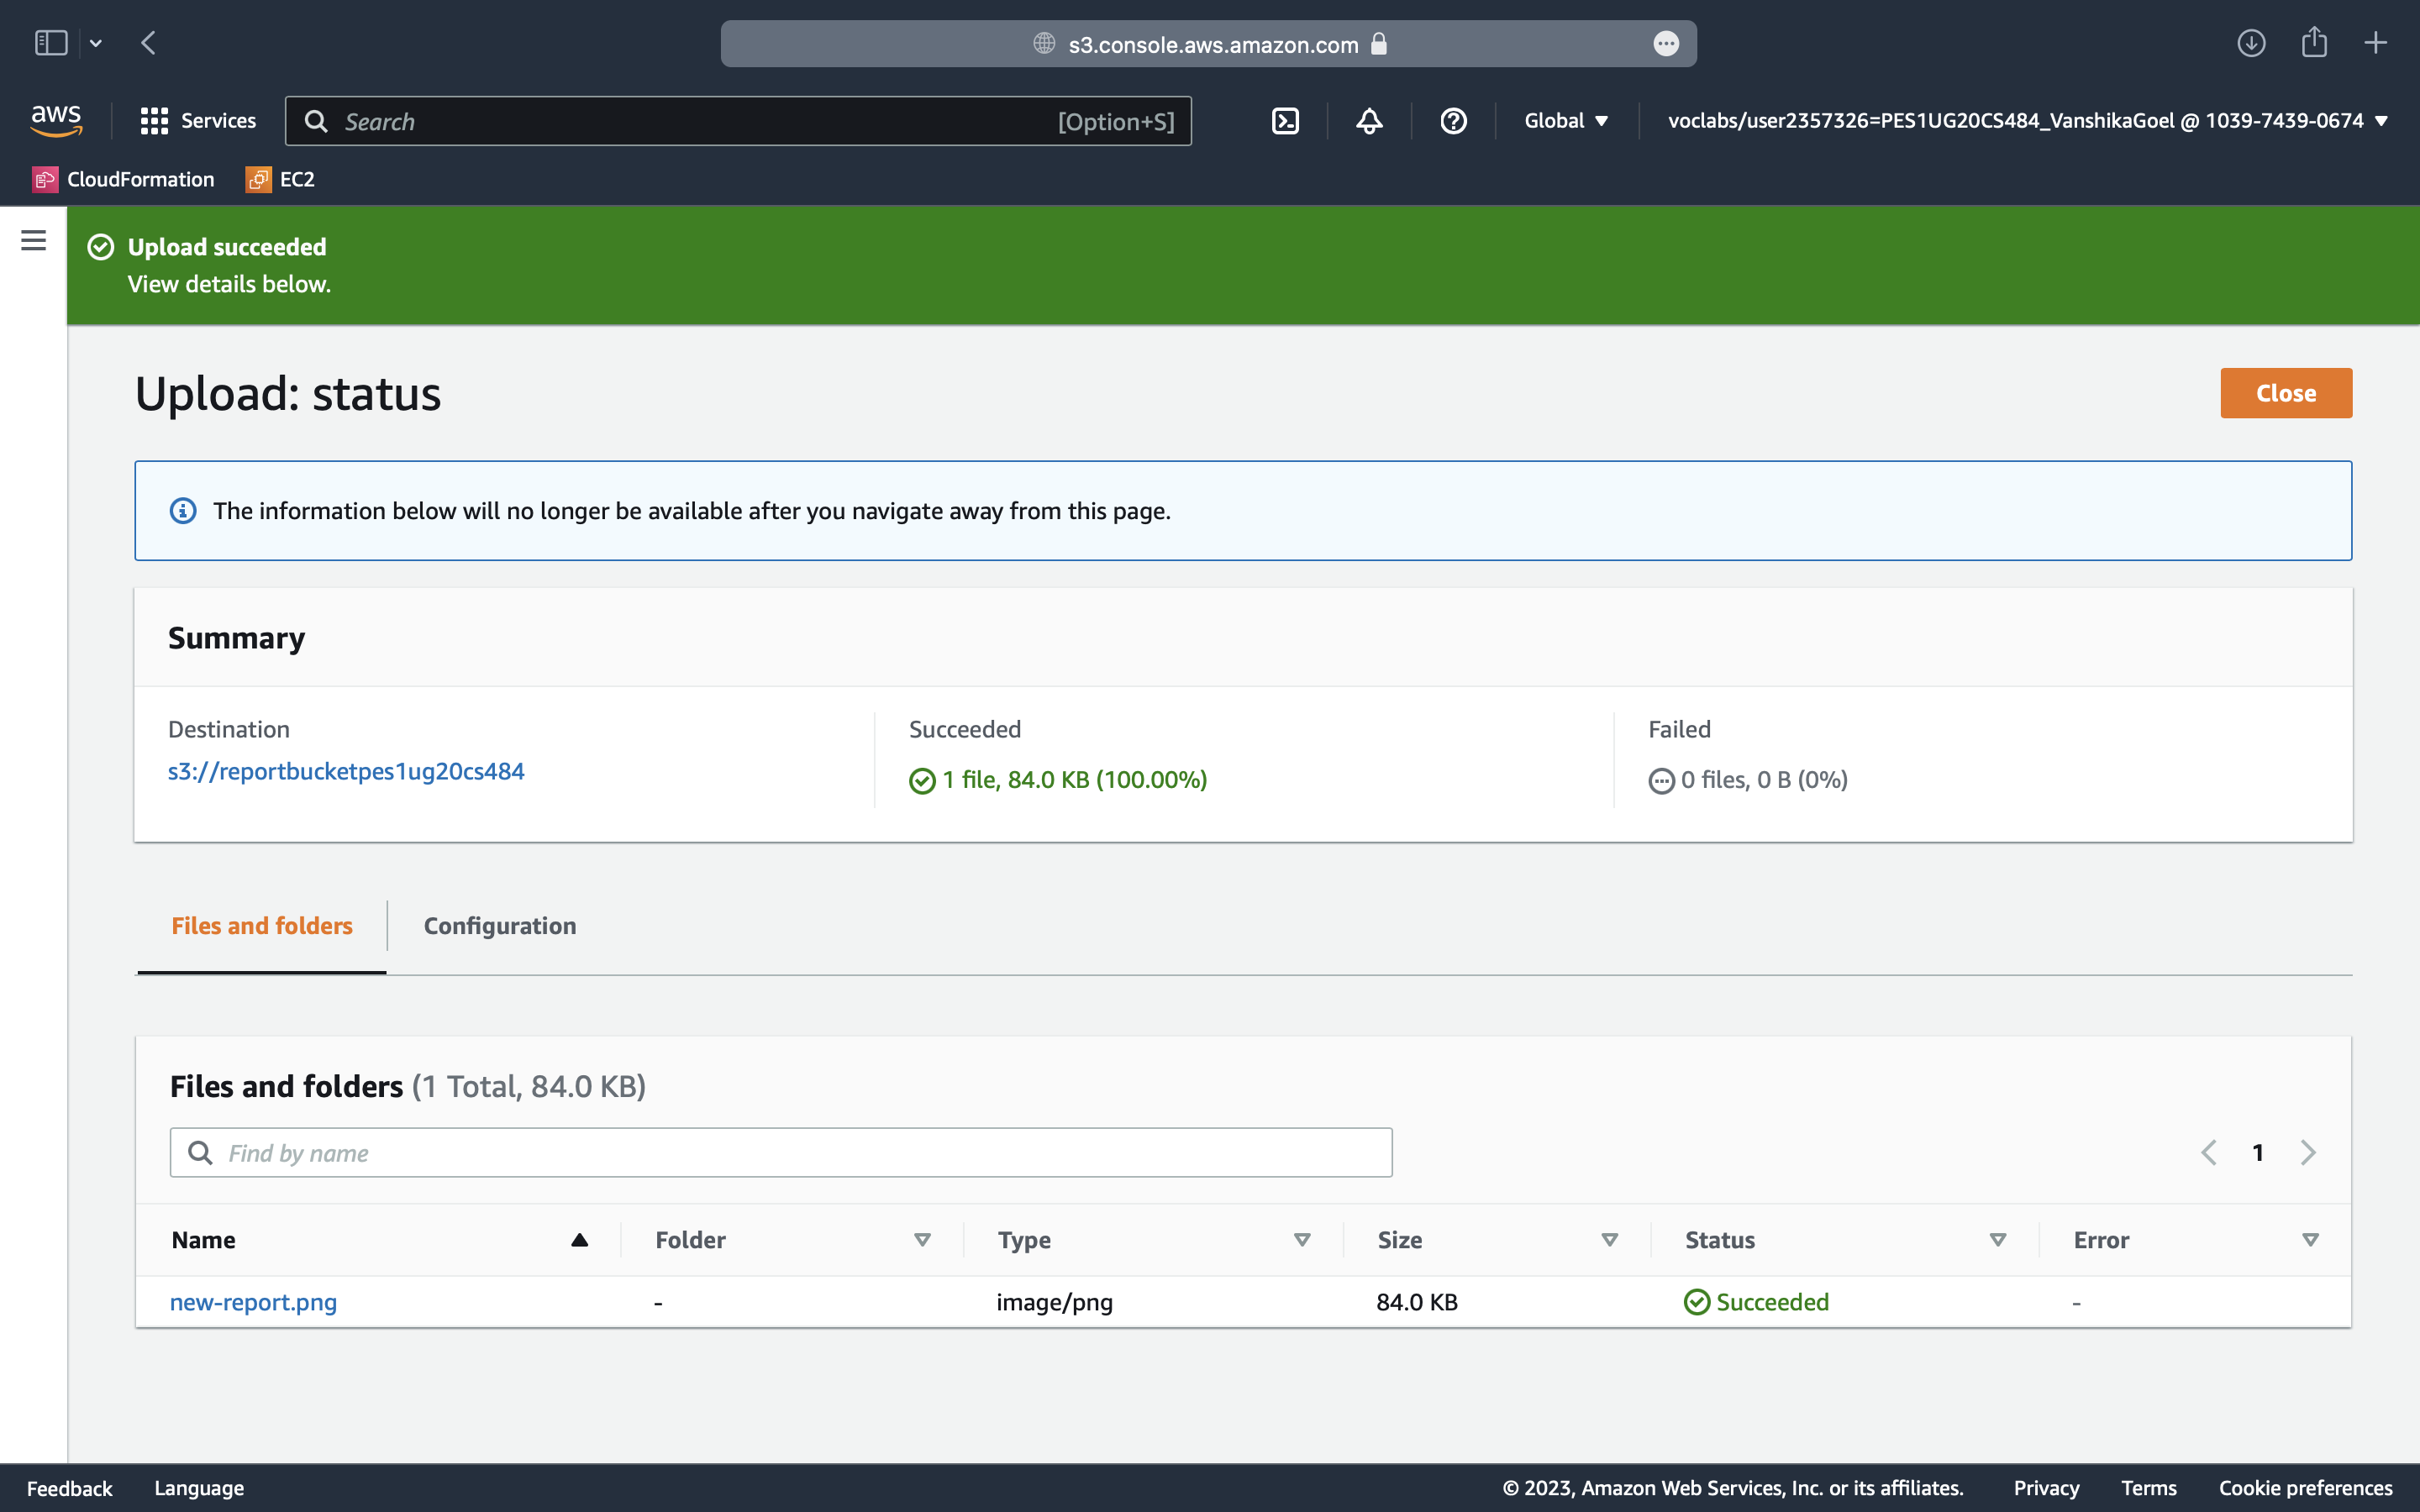 s3.console.aws.amazon.com
aws Services Search [Option+S] Global voclabs/user2357326=PES1UG20CS484_VanshikaGoel @ 1039-7439-0674
CloudFormation EC2
Upload succeeded
View details below.
Upload: status Close
The information below will no longer be available after you navigate away from this page.
Summary
Destination Succeeded Failed
s3://reportbucketpes1ug20cs484 1 file, 84.0 KB (100.00%) 0 files, 0 B (0%)
Files and folders Configuration
Files and folders (1 Total, 84.0 KB)
Find by name 1
Name Folder Type Size Status Error
new-report.png - image/png 84.0 KB Succeeded -
Feedback Language © 2023, Amazon Web Services, Inc. or its affiliates. Privacy Terms Cookie preferences